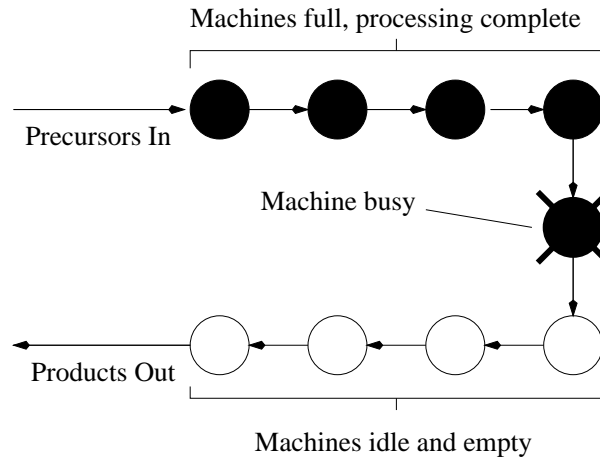 Machines full, processing complete
Precursors In
Machine busy
Products Out
Machines idle and empty